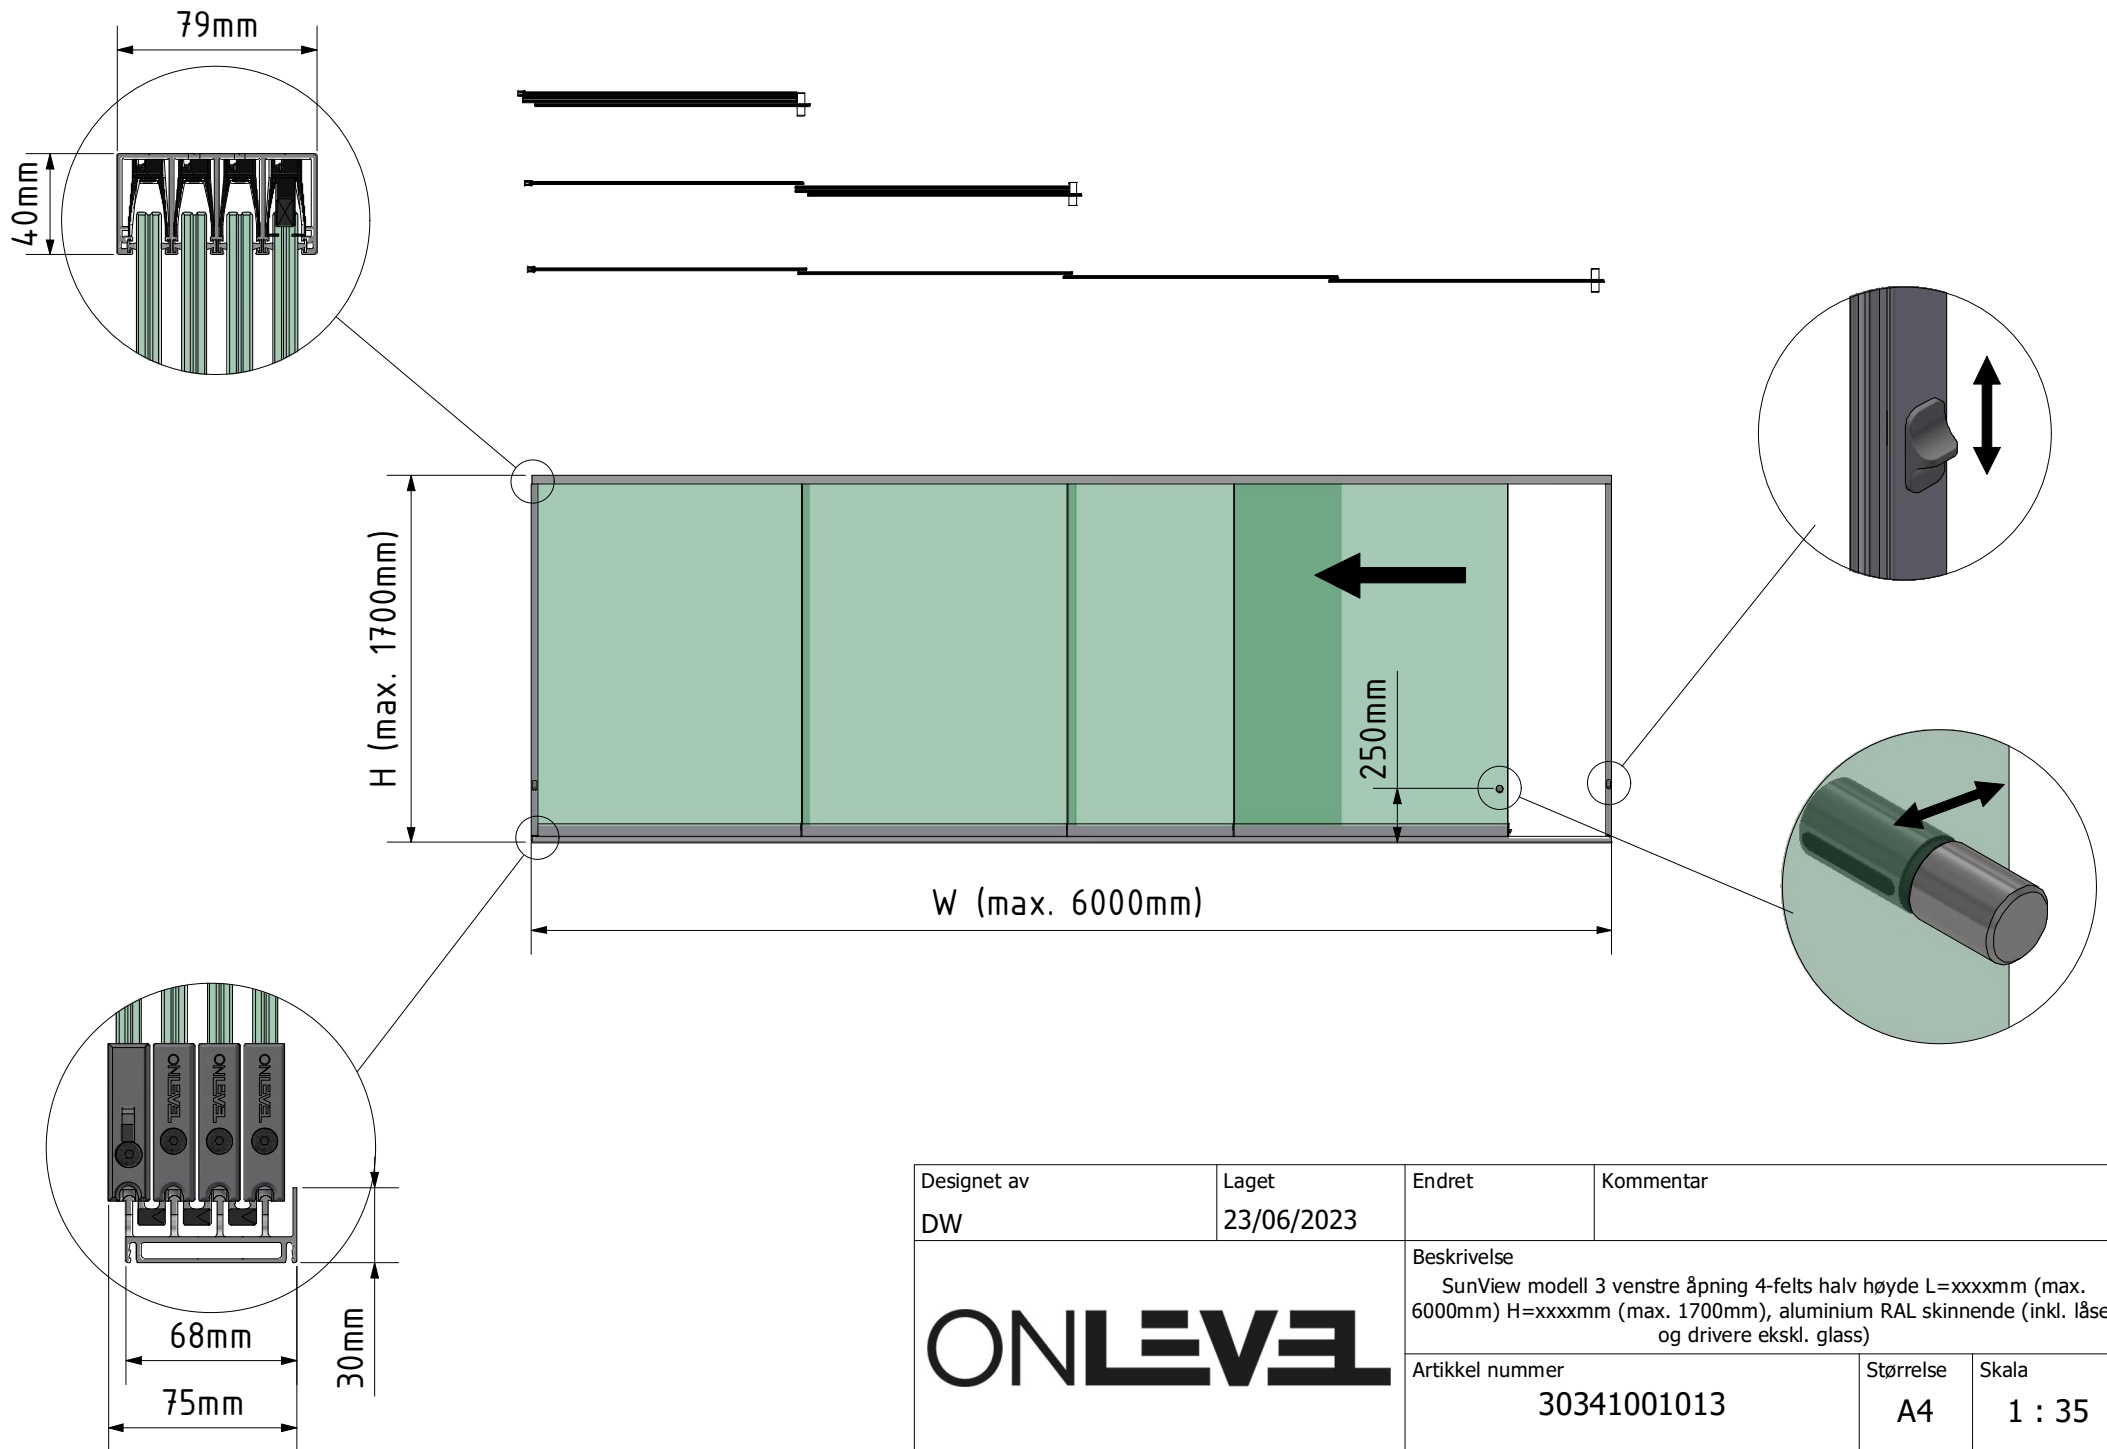 79mm
40mm
H (max. 1700mm)
250mm
W (max. 6000mm)
ONLEVEL
ONLEVEL
ONLEVEL
68mm
75mm
30mm
Designet av
DW
Laget
23/06/2023
Endret
Kommentar
ONLEVEL
Beskrivelse
SunView modell 3 venstre åpning 4-felts halv høyde L=xxxxmm (max.
6000mm) H=xxxxmm (max. 1700mm), aluminium RAL skinnende (inkl. låse
og drivere ekskl. glass)
Artikkel nummer
30341001013
Størrelse
A4
Skala
1 : 35